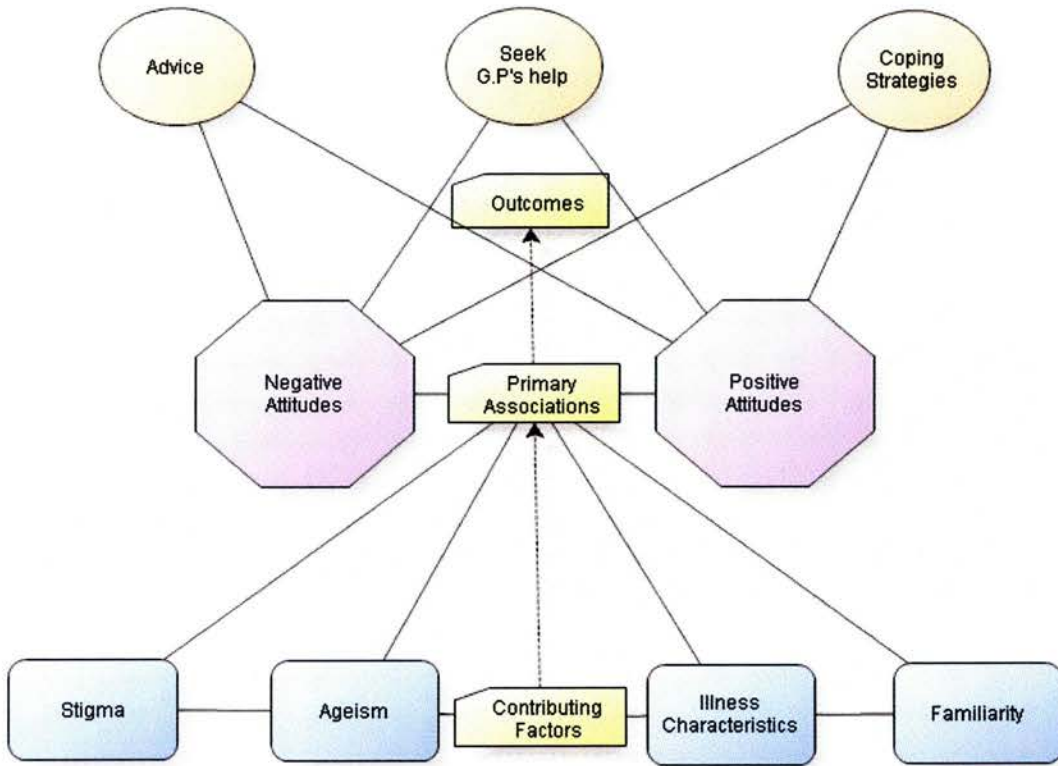 Advice
Seek
G.P's help
Coping
Strategies
Outcomes
Negative
Attitudes
Primary
Associations
Positive
Attitudes
Stigma
Ageism
Contributing
Factors
Illness
Characteristics
Familiarity